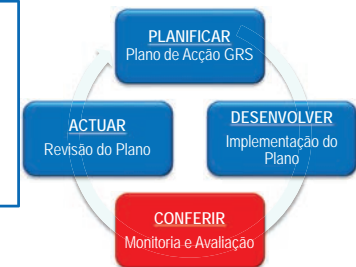 PLANIFICAR
Plano de Acção GRS
DESENVOLVER
Implementação do
Plano
CONFERIR
Monitoria e Avaliação
ACTUAR
Revisão do Plano